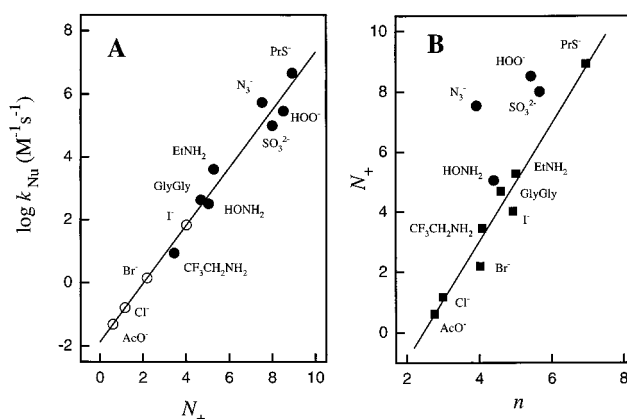 A
8
6
4
2
0
-2
log k Nu (M⁻¹s⁻¹)
PrS⁻
N₃⁻
HOO⁻
SO₃²⁻
EtNH₂
GlyGly
HONH₂
I⁻
CF₃CH₂NH₂
Br⁻
Cl⁻
AcO⁻
0 2 4 6 8 10
N₊
B
10
8
6
4
2
0
N₊
PrS⁻
HOO⁻
N₃⁻
SO₃²⁻
HONH₂
EtNH₂
GlyGly
I⁻
CF₃CH₂NH₂
Br⁻
Cl⁻
AcO⁻
2 4 6 8
n